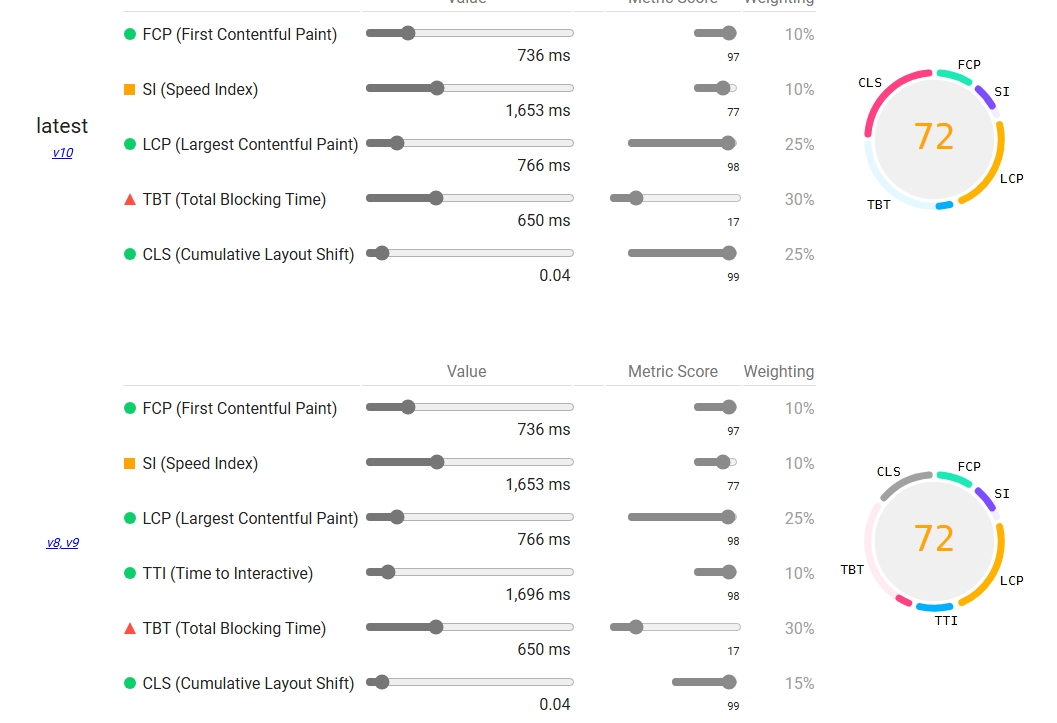 Value Metric Score Weighting
FCP (First Contentful Paint) 10%
736 ms 97
SI (Speed Index) 10%
1,653 ms 77
latest
v10
LCP (Largest Contentful Paint) 25%
766 ms 98
TBT (Total Blocking Time) 30%
650 ms 17
CLS (Cumulative Layout Shift) 25%
0.04 99
FCP
CLS
SI
72
LCP
TBT
Value Metric Score Weighting
FCP (First Contentful Paint) 10%
736 ms 97
SI (Speed Index) 10%
1,653 ms 77
LCP (Largest Contentful Paint) 25%
766 ms 98
v8, v9
TTI (Time to Interactive) 10%
1,696 ms 98
TBT (Total Blocking Time) 30%
650 ms 17
CLS (Cumulative Layout Shift) 15%
0.04 99
FCP
CLS
SI
72
TBT
LCP
TTI